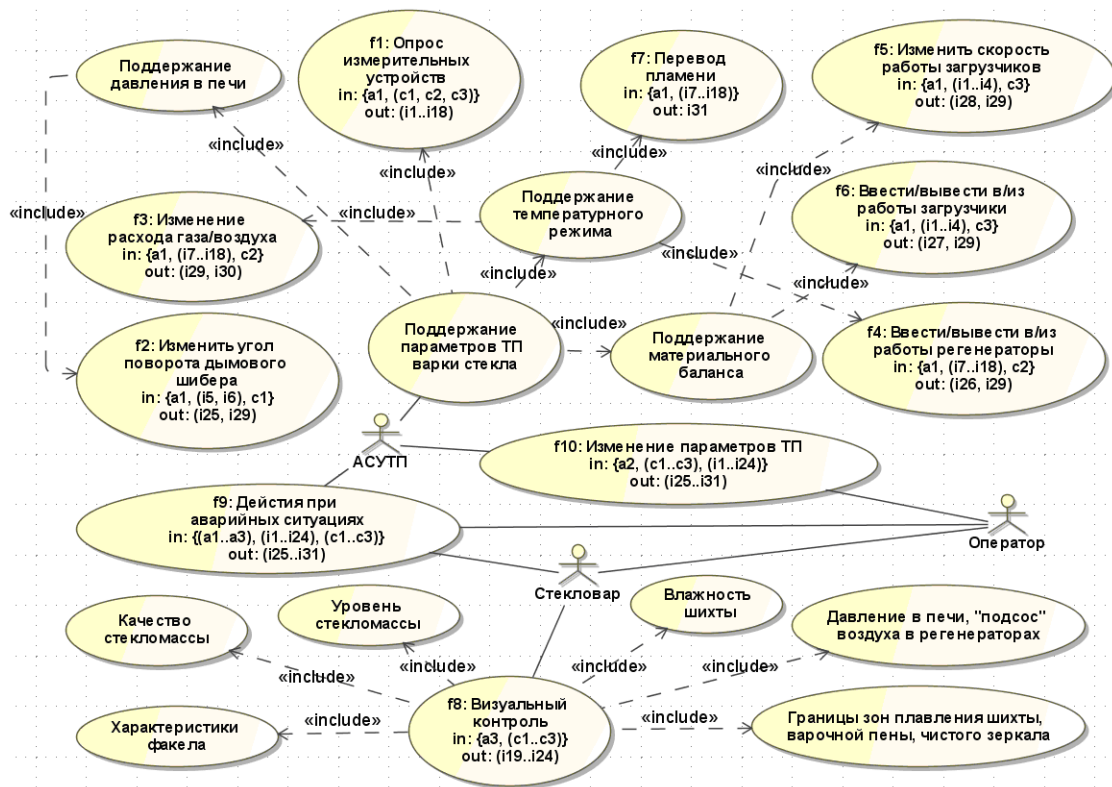 Поддержание
давления в печи
f1: Опрос
измерительных
устройств
in: {a1, (c1, c2, c3)}
out: (i1..i18)
f7: Перевод
пламени
in: {a1, (i7..i18)}
out: i31
f5: Изменить скорость
работы загрузчиков
in: {a1, (i1..i4), c3}
out: (i28, i29)
«include»
«include»
«include»
«include»
«include»
f3: Изменение
расхода газа/воздуха
in: {a1, (i7..i18), c2}
out: (i29, i30)
«include»
Поддержание
температурного
режима
f6: Ввести/вывести в/из
работы загрузчики
in: {a1, (i1..i4), c3}
out: (i27, i29)
«include»
«include»
«include»
f2: Изменить угол
поворота дымового
шибера
in: {a1, (i5, i6), c1}
out: (i25, i29)
Поддержание
параметров ТП
варки стекла
«include»
Поддержание
материального
баланса
f4: Ввести/вывести в/из
работы регенераторы
in: {a1, (i7..i18), c2}
out: (i26, i29)
АСУТП
f10: Изменение параметров ТП
in: {a2, (c1..c3), (i1..i24)}
out: (i25..i31)
f9: Дейстия при
аварийных ситуациях
in: {(a1..a3), (i1..i24), (c1..c3)}
out: (i25..i31)
Оператор
Стекловар
Качество
стекломассы
Уровень
стекломассы
Влажность
шихты
Давление в печи, "подсос"
воздуха в регенераторах
«include»
«include»
«include»
«include»
Характеристики
факела
«include»
f8: Визуальный
контроль
in: {a3, (c1..c3)}
out: (i19..i24)
«include»
Границы зон плавления шихты,
варочной пены, чистого зеркала